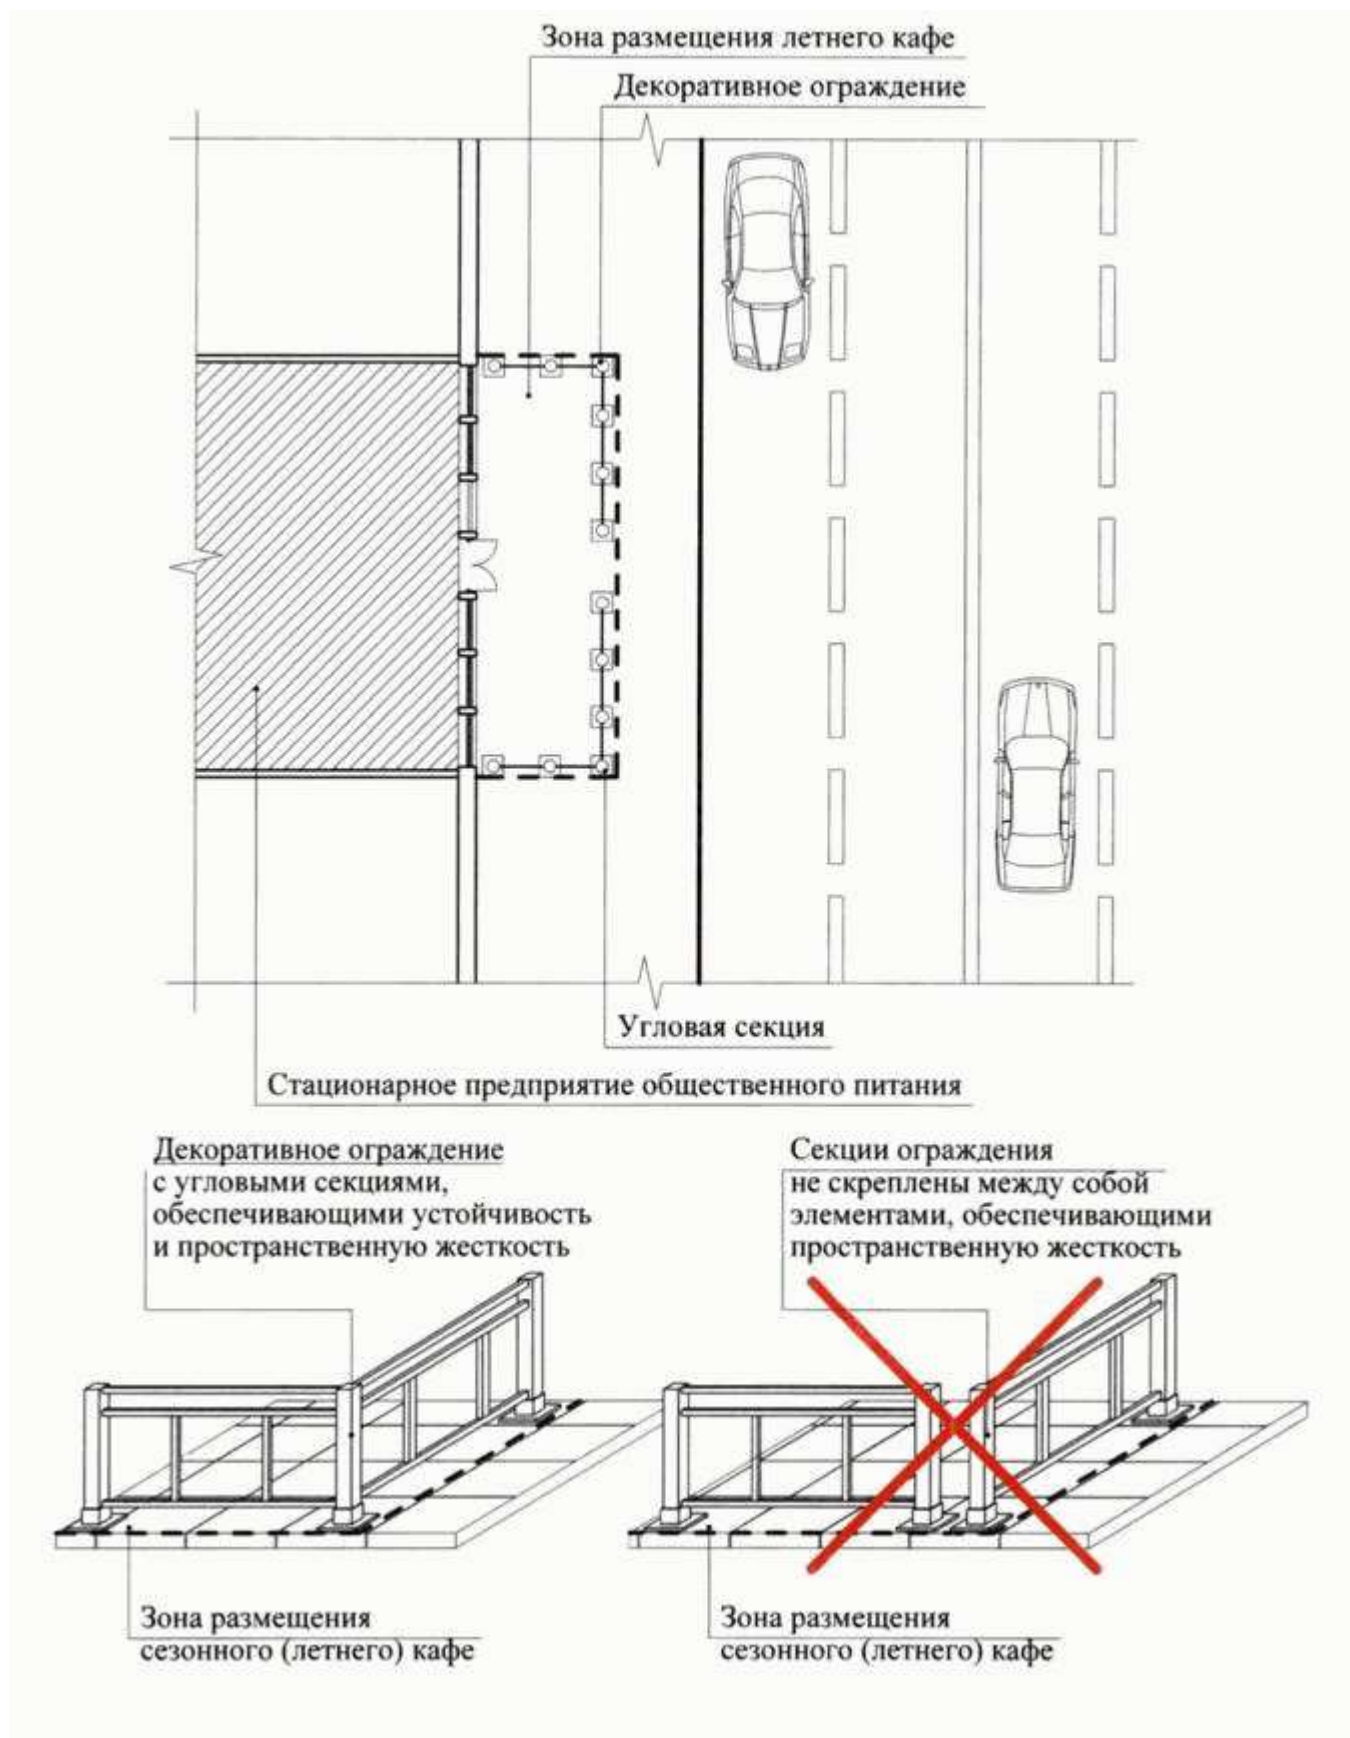 Зона размещения летнего кафе
Декоративное ограждение
Угловая секция
Стационарное предприятие общественного питания
Декоративное ограждение
с угловыми секциями,
обеспечивающими устойчивость
и пространственную жесткость
Секции ограждения
не скреплены между собой
элементами, обеспечивающими
пространственную жесткость
Зона размещения
сезонного (летнего) кафе
Зона размещения
сезонного (летнего) кафе